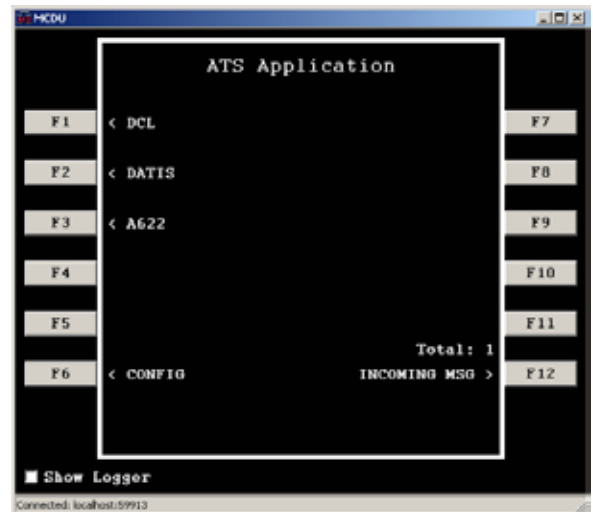 MCDU
ATS Application
F1 < DCL F7
F2 < DATIS F8
F3 < A622 F9
F4 F10
F5 F11
Total: 1
F6 < CONFIG INCOMING MSG > F12
Show Logger
Connected: localhost:59913